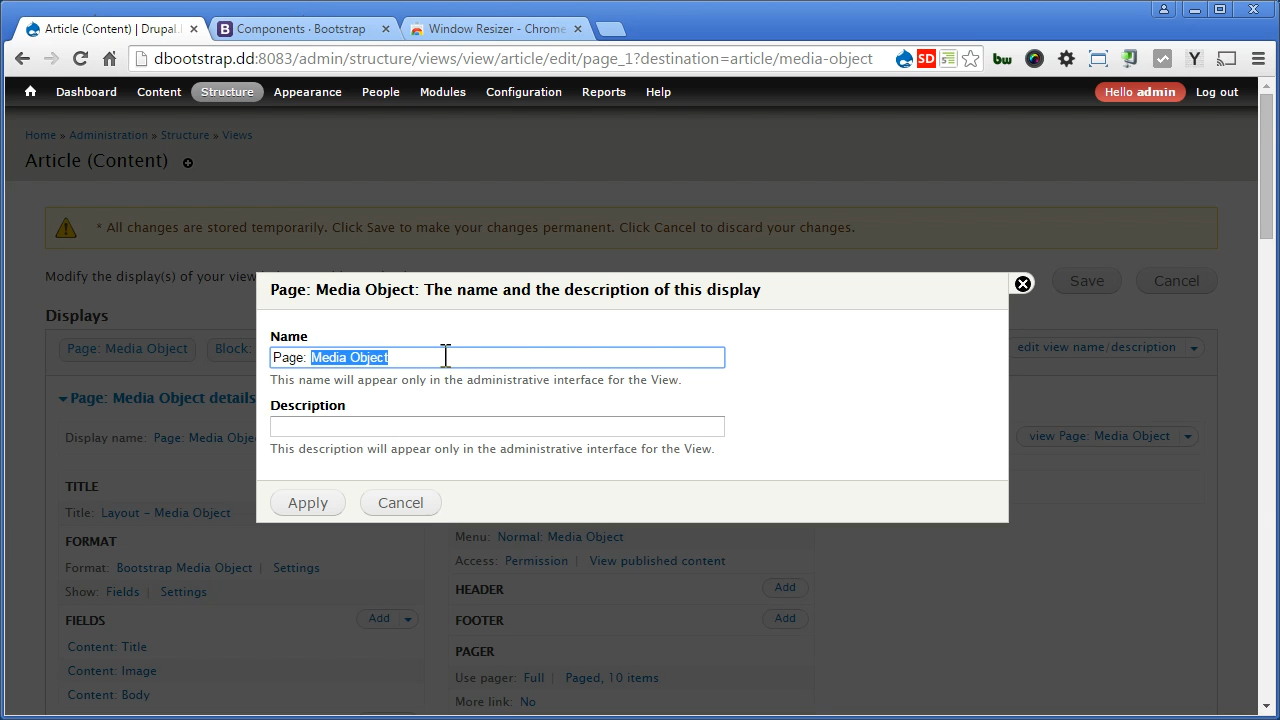 Article (Content) | Drupal.
Components · Bootstrap
Window Resizer - Chrome
dbootstrap.dd:8083/admin/structure/views/view/article/edit/page_1?destination=article/media-object
SD
bw
Y
Dashboard Content Structure Appearance People Modules Configuration Reports Help Hello admin Log out
Home » Administration » Structure » Views
Article (Content)
* All changes are stored temporarily. Click Save to make your changes permanent. Click Cancel to discard your changes.
Modify the display(s) of your view
Save Cancel
Displays
Page: Media Object Block: edit view name/description
Page: Media Object details
Display name: Page: Media Obje
view Page: Media Object
Page: Media Object: The name and the description of this display
Name
Page: Media Object
This name will appear only in the administrative interface for the View.
Description
This description will appear only in the administrative interface for the View.
Apply Cancel
TITLE
Title: Layout – Media Object
FORMAT
Format: Bootstrap Media Object | Settings
Show: Fields | Settings
FIELDS Add
Content: Title
Content: Image
Content: Body
Menu: Normal: Media Object
Access: Permission | View published content
HEADER Add
FOOTER Add
PAGER
Use pager: Full | Paged, 10 items
More link: No